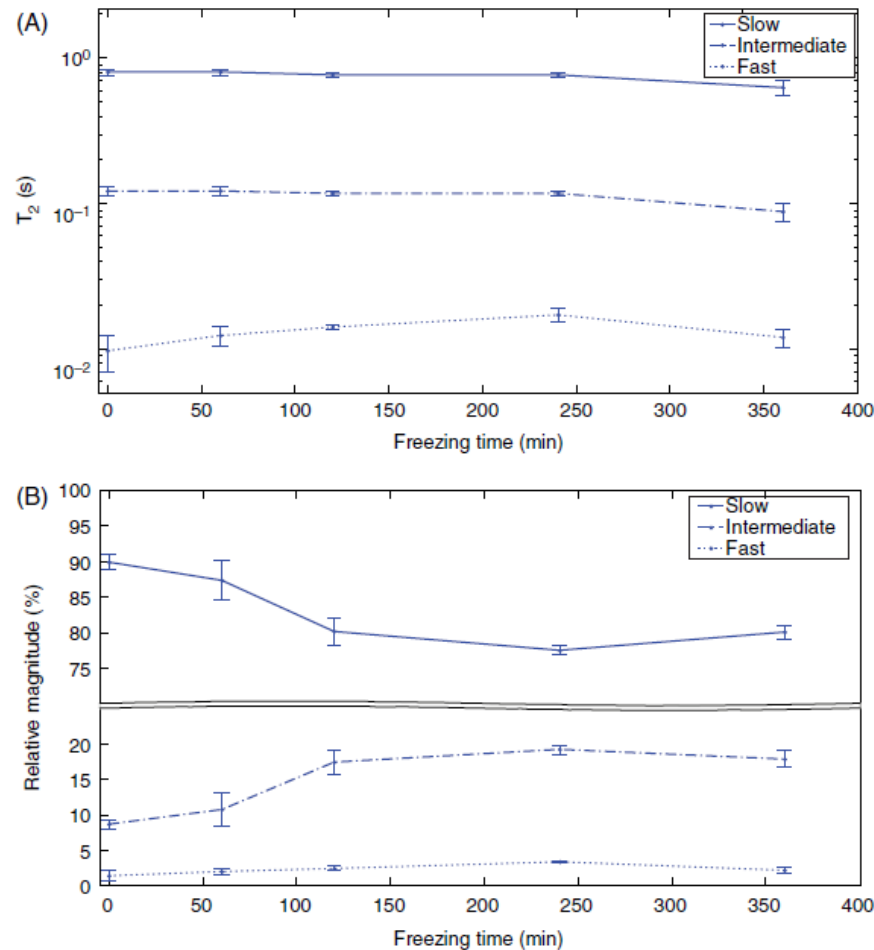 (A)
10⁰
10⁻¹
10⁻²
T₂ (s)
Slow
Intermediate
Fast
0 50 100 150 200 250 300 350 400
Freezing time (min)
(B)
100
95
90
85
80
75
20
15
10
5
0
Relative magnitude (%)
Slow
Intermediate
Fast
0 50 100 150 200 250 300 350 400
Freezing time (min)